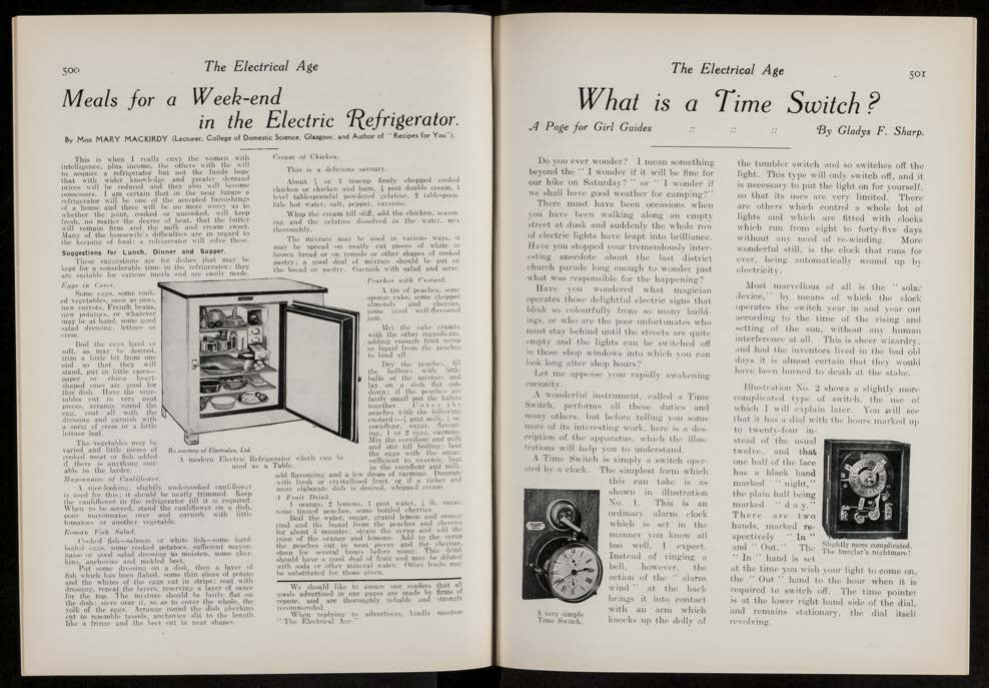 500
The Electrical Age
Meals for a Week-end
in the Electric Refrigerator.
By Miss MARY MACKIRDY (Lecturer, College of Domestic Science, Glasgow, and Author of "Recipes for You").
This is when I really envy the women with
intelligence, plus income, the others with the will
to acquire a refrigerator but not the funds hope
that with wider knowledge and greater demand
prices will be reduced and they also will become
possessors. I am certain that in the near future a
refrigerator will be one of the accepted furnishings
of a home and there will be no more worry as to
whether the joint, cooked or uncooked, will keep
fresh, no matter the degree of heat, that the butter
will remain firm and the milk and cream sweet.
Many of the housewife's difficulties are in regard to
the keeping of food; a refrigerator will solve these.
Suggestions for Lunch, Dinner and Supper.
These suggestions are for dishes that may be
kept for a considerable time in the refrigerator; they
are suitable for various meals and are easily made.
Eggs in Cases.
Some eggs, some cook-
ed vegetables, such as peas,
new carrots, French beans,
new potatoes, or whatever
may be at hand, some good
salad dressing, lettuce or
cress.
Boil the eggs hard or
soft, as may be desired,
trim a little bit from one
end so that they will
stand, put in little cases—
paper or china heart-
shaped ones are good for
this dish. Have the vege-
tables cut in very neat
pieces, arrange round the
egg, coat all with the
dressing and garnish with
a sprig of cress or a little
lettuce leaf.
The vegetables may be
varied and little pieces of
cooked meat or fish added
if there is anything suit-
able in the larder.
Mayonnaise of Cauliflower.
A nice-looking, slightly undercooked cauliflower
is used for this; it should be neatly trimmed. Keep
the cauliflower in the refrigerator till it is required.
When to be served, stand the cauliflower on a dish,
pour mayonnaise over and garnish with little
tomatoes or another vegetable.
Roman Fish Salad.
Cooked fish—salmon or white fish—some hard-
boiled eggs, some cooked potatoes, sufficient mayon-
naise or good salad dressing to moisten, some gher-
kins, anchovies and pickled beet.
Put some dressing on a dish, then a layer of
fish which has been flaked, some thin slices of potato
and the whites of the eggs cut in strips; coat with
dressing, repeat the layers, reserving a layer of sauce
for the top. The mixture should be fairly flat on
the dish; sieve over it, so as to cover the whole, the
yolk of the eggs. Arrange round the dish gherkins
cut to resemble tassels, anchovies slit to the length
like a fringe and the beet cut in neat shapes.
Cream of Chicken.
This is a delicious savoury.
About 1 teacup finely chopped cooked
chicken or chicken and ham, pint double cream, 1
level tablespoonful powdered gelatine, 2 tablespoon-
fuls hot water, salt, pepper, cayenne.
Whip the cream till stiff, add the chicken, season-
ing and the gelatine dissolved in the water, mix
thoroughly.
The mixture may be used in various ways, it
may be spread on neatly cut pieces of white or
brown bread or on rounds or other shapes of cooked
pastry; a good deal of mixture should be put on
the bread or pastry. Garnish with salad and serve.
Peaches with Custard.
A tin of peaches, some
sponge cake, some chopped
almonds and cherries,
some good well-flavoured
jam.
Mix the cake crumbs
with the other ingredients,
adding enough fruit syrup
or liquid from the peaches
to bind all.
Dry the peaches, fill
the hollows with little
balls of the mixture, and
lay on a dish flat side
down; if the peaches are
fairly small put the halves
together. Cover the
peaches with the following
custard—1 pint milk, 1 oz.
cornflour, sugar, flavour-
ing, 1 or 2 eggs, carmine.
Mix the cornflour and milk
and stir till boiling; beat
the eggs with the sugar
sufficient to sweeten, beat
in the cornflour and milk,
add flavouring and a few drops of carmine. Decorate
with fresh or crystallised fruit, or if a richer and
more elaborate dish is desired, whipped cream.
By courtesy of Electrolux, Ltd.
A modern Electric Refrigerator which can be
used as a Table.
A Fruit Drink.
1 orange, 2 lemons, 1 pint water, lb. sugar,
some tinned peaches, some bottled cherries.
Boil the water, sugar, grated lemon and orange
rind and the liquid from the peaches and cherries
for about 5 minutes; strain the syrup and add the
juice of the orange and lemons. Add to the syrup
the peaches cut in neat pieces and the cherries,
steep for several hours before using. This drink
should have a good deal of fruit and may be diluted
with soda or other mineral water. Other fruits may
be substituted for those given.
We should like to assure our readers that all
goods advertised in our pages are made by firms of
repute, and are thoroughly reliable and strongly
recommended.
When replying to advertisers, kindly mention
"The Electrical Age."
The Electrical Age
501
What is a Time Switch?
A Page for Girl Guides :: :: :: By Gladys F. Sharp.
Do you ever wonder? I mean something
beyond the "I wonder if it will be fine for
our hike on Saturday?" or "I wonder if
we shall have good weather for camping?"
There must have been occasions when
you have been walking along an empty
street at dusk and suddenly the whole row
of electric lights have leapt into brilliance.
Have you stopped your tremendously inter-
esting anecdote about the last district
church parade long enough to wonder just
what was responsible for the happening?
Have you wondered what magician
operates those delightful electric signs that
blink so colourfully from so many build-
ings, or who are the poor unfortunates who
must stay behind until the streets are quite
empty and the lights can be switched off
in those shop windows into which you can
look long after shop hours?
Let me appease your rapidly awakening
curiosity.
A wonderful instrument, called a Time
Switch, performs all these duties and
many others, but before telling you some
more of its interesting work, here is a des-
cription of the apparatus, which the illus-
trations will help you to understand.
A Time Switch is simply a switch oper-
ated by a clock. The simplest form which
this can take is as
shown in illustration
No. 1. This is an
ordinary alarm clock
which is set in the
manner you know all
too well, I expect.
Instead of ringing a
bell, however, the
action of the "alarm
wind" at the back
brings it into contact
with an arm which
knocks up the dolly of
A very simple
Time Switch.
the tumbler switch and so switches off the
light. This type will only switch off, and it
is necessary to put the light on for yourself,
so that its uses are very limited. There
are others which control a whole lot of
lights and which are fitted with clocks
which run from eight to forty-five days
without any need of re-winding. More
wonderful still, is the clock that runs for
ever, being automatically wound up by
electricity.
Most marvellous of all is the "solar
device," by means of which the clock
operates the switch year in and year out
according to the time of the rising and
setting of the sun, without any human
interference at all. This is sheer wizardry,
and had the inventors lived in the bad old
days it is almost certain that they would
have been burned to death at the stake.
Illustration No. 2 shows a slightly more
complicated type of switch, the use of
which I will explain later. You will see
that it has a dial with the hours marked up
to twenty-four in-
stead of the usual
twelve, and that
one half of the face
has a black band
marked "night,"
the plain half being
marked "day."
There are two
hands, marked re-
spectively "In"
and "Out." The
"In" hand is set
at the time you wish your light to come on,
the "Out" hand to the hour when it is
required to switch off. The time pointer
is at the lower right hand side of the dial,
and remains stationary, the dial itself
revolving.
Slightly more complicated.
The burglar's nightmare!